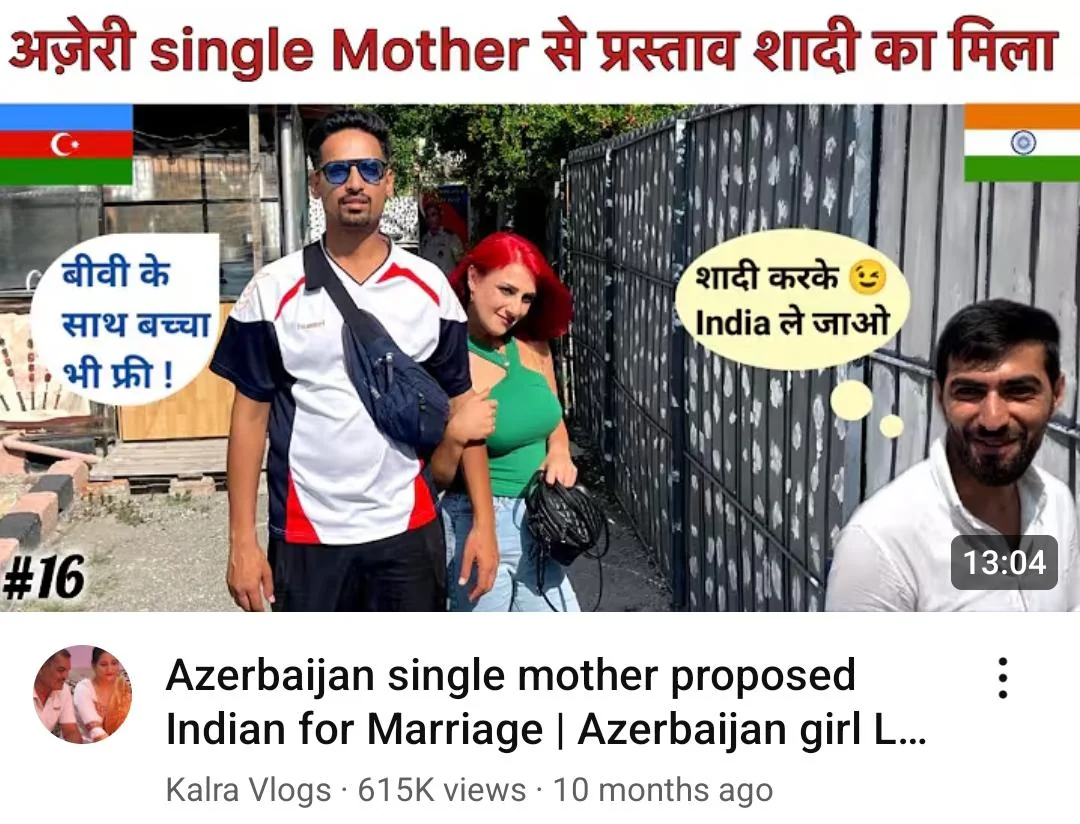 अज़ेरी single Mother से प्रस्ताव शादी का मिला
बीवी के
साथ बच्चा
भी फ्री !
शादी करके 😉
India ले जाओ
#16
13:04
Azerbaijan single mother proposed
Indian for Marriage | Azerbaijan girl L...
Kalra Vlogs · 615K views · 10 months ago